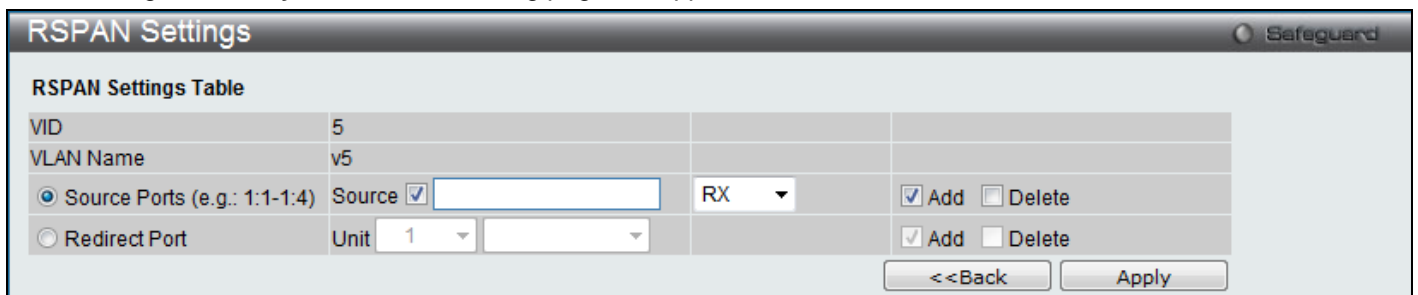 RSPAN Settings
Safeguard
RSPAN Settings Table
VID 5
VLAN Name v5
Source Ports (e.g.: 1:1-1:4) Source RX Add Delete
Redirect Port Unit 1 Add Delete
<<Back Apply